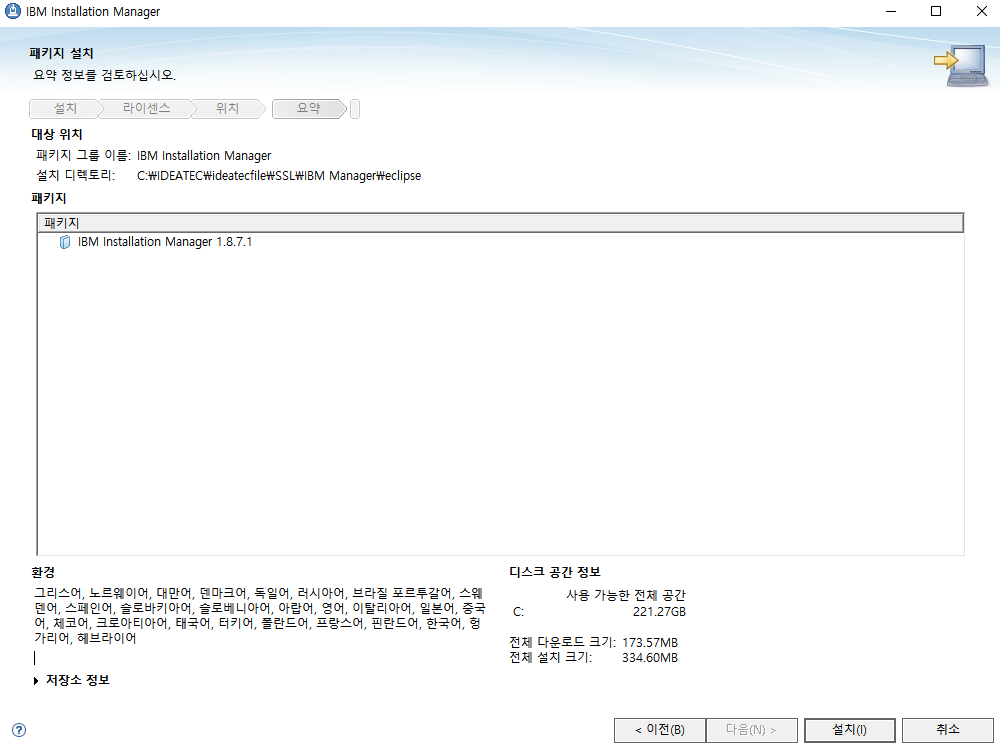 IBM Installation Manager
패키지 설치
요약 정보를 검토하십시오.
설치 라이센스 위치 요약
대상 위치
패키지 그룹 이름: IBM Installation Manager
설치 디렉토리: C:₩IDEATEC₩ideatecfile₩SSL₩IBM Manager₩eclipse
패키지
패키지
IBM Installation Manager 1.8.7.1
환경
그리스어, 노르웨이어, 대만어, 덴마크어, 독일어, 러시아어, 브라질 포르투갈어, 스웨
덴어, 스페인어, 슬로바키아어, 슬로베니아어, 아랍어, 영어, 이탈리아어, 일본어, 중국
어, 체코어, 크로아티아어, 태국어, 터키어, 폴란드어, 프랑스어, 핀란드어, 한국어, 헝
가리어, 헤브라이어
저장소 정보
디스크 공간 정보
사용 가능한 전체 공간
C: 221.27GB
전체 다운로드 크기: 173.57MB
전체 설치 크기: 334.60MB
?
< 이전(B) 다음(N) > 설치(I) 취소